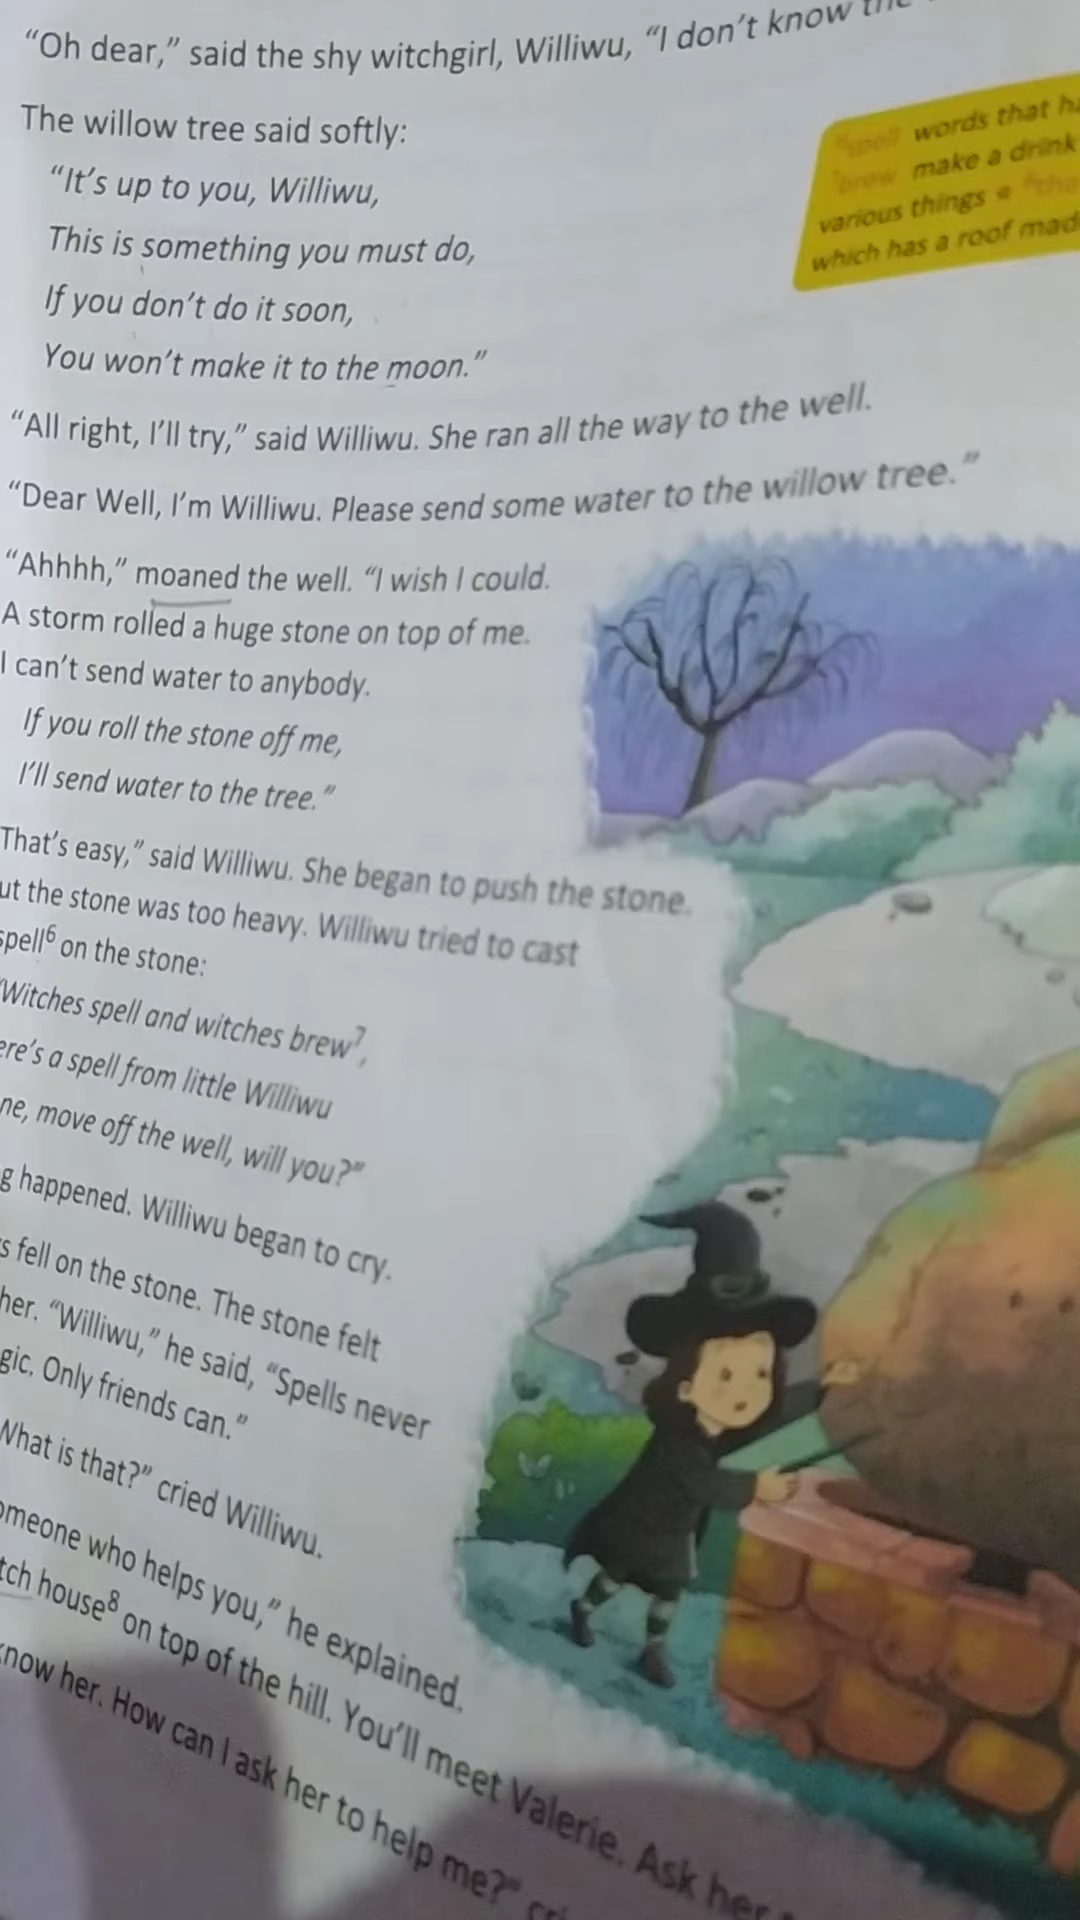 “Oh dear,” said the shy witchgirl, Williwu, “I don’t know the
The willow tree said softly:
“It’s up to you, Williwu,
This is something you must do,
If you don’t do it soon,
You won’t make it to the moon.”
“All right, I’ll try,” said Williwu. She ran all the way to the well.
“Dear Well, I’m Williwu. Please send some water to the willow tree.”
“Ahhhh,” moaned the well. “I wish I could.
A storm rolled a huge stone on top of me.
I can’t send water to anybody.
If you roll the stone off me,
I’ll send water to the tree.”
That’s easy,” said Williwu. She began to push the stone.
ut the stone was too heavy. Williwu tried to cast
spell⁶ on the stone:
“Witches spell and witches brew⁷,
ere’s a spell from little Williwu
ne, move off the well, will you?”
g happened. Williwu began to cry.
s fell on the stone. The stone felt
her. “Williwu,” he said, “Spells never
gic. Only friends can.”
What is that?” cried Williwu.
omeone who helps you,” he explained.
tch house⁸ on top of the hill. You’ll meet Valerie. Ask her
know her. How can I ask her to help me?”
⁶spell words that ha
⁷brew make a drink
various things • ⁸tha
which has a roof mad